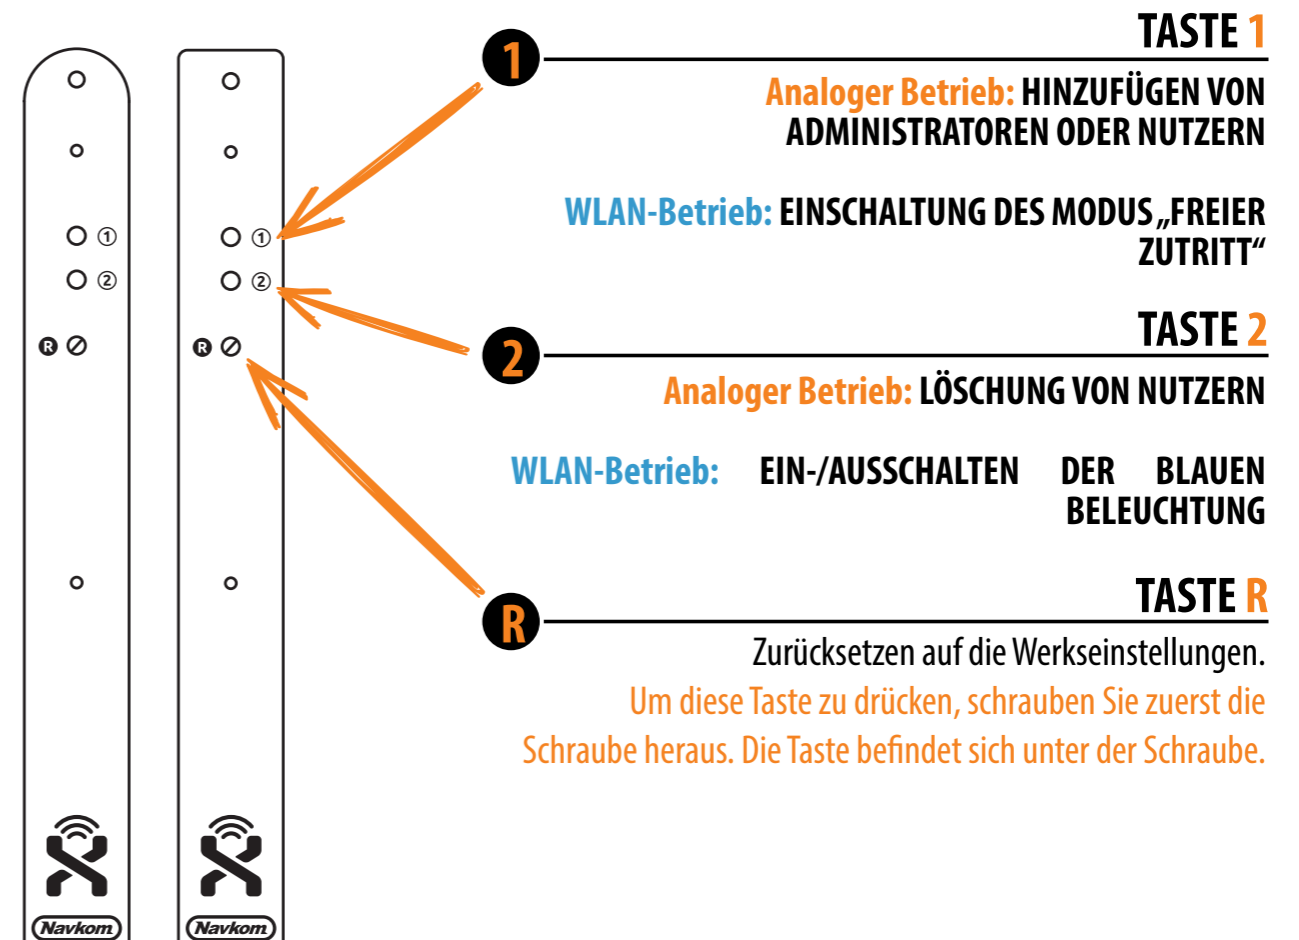 1
TASTE 1
Analoger Betrieb: HINZUFÜGEN VON
ADMINISTRATOREN ODER NUTZERN
WLAN-Betrieb: EINSCHALTUNG DES MODUS „FREIER
ZUTRITT“
2
TASTE 2
Analoger Betrieb: LÖSCHUNG VON NUTZERN
WLAN-Betrieb: EIN-/AUSSCHALTEN DER BLAUEN
BELEUCHTUNG
R
TASTE R
Zurücksetzen auf die Werkseinstellungen.
Um diese Taste zu drücken, schrauben Sie zuerst die
Schraube heraus. Die Taste befindet sich unter der Schraube.
①
②
R
Navkom
①
②
R
Navkom